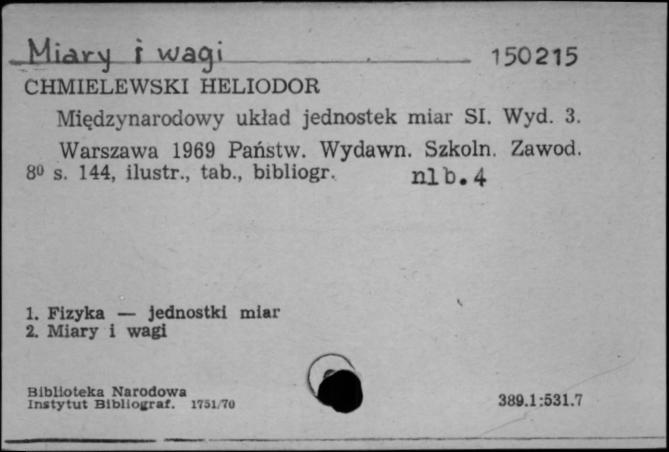 Miary i wagi 150215
CHMIELEWSKI HELIODOR
Międzynarodowy układ jednostek miar SI. Wyd. 3.
Warszawa 1969 Państw. Wydawn. Szkoln. Zawod.
8⁰ s. 144, ilustr., tab., bibliogr. nlb. 4
1. Fizyka — jednostki miar
2. Miary i wagi
Biblioteka Narodowa
Instytut Bibliograf. 1751/70 389.1:531.7